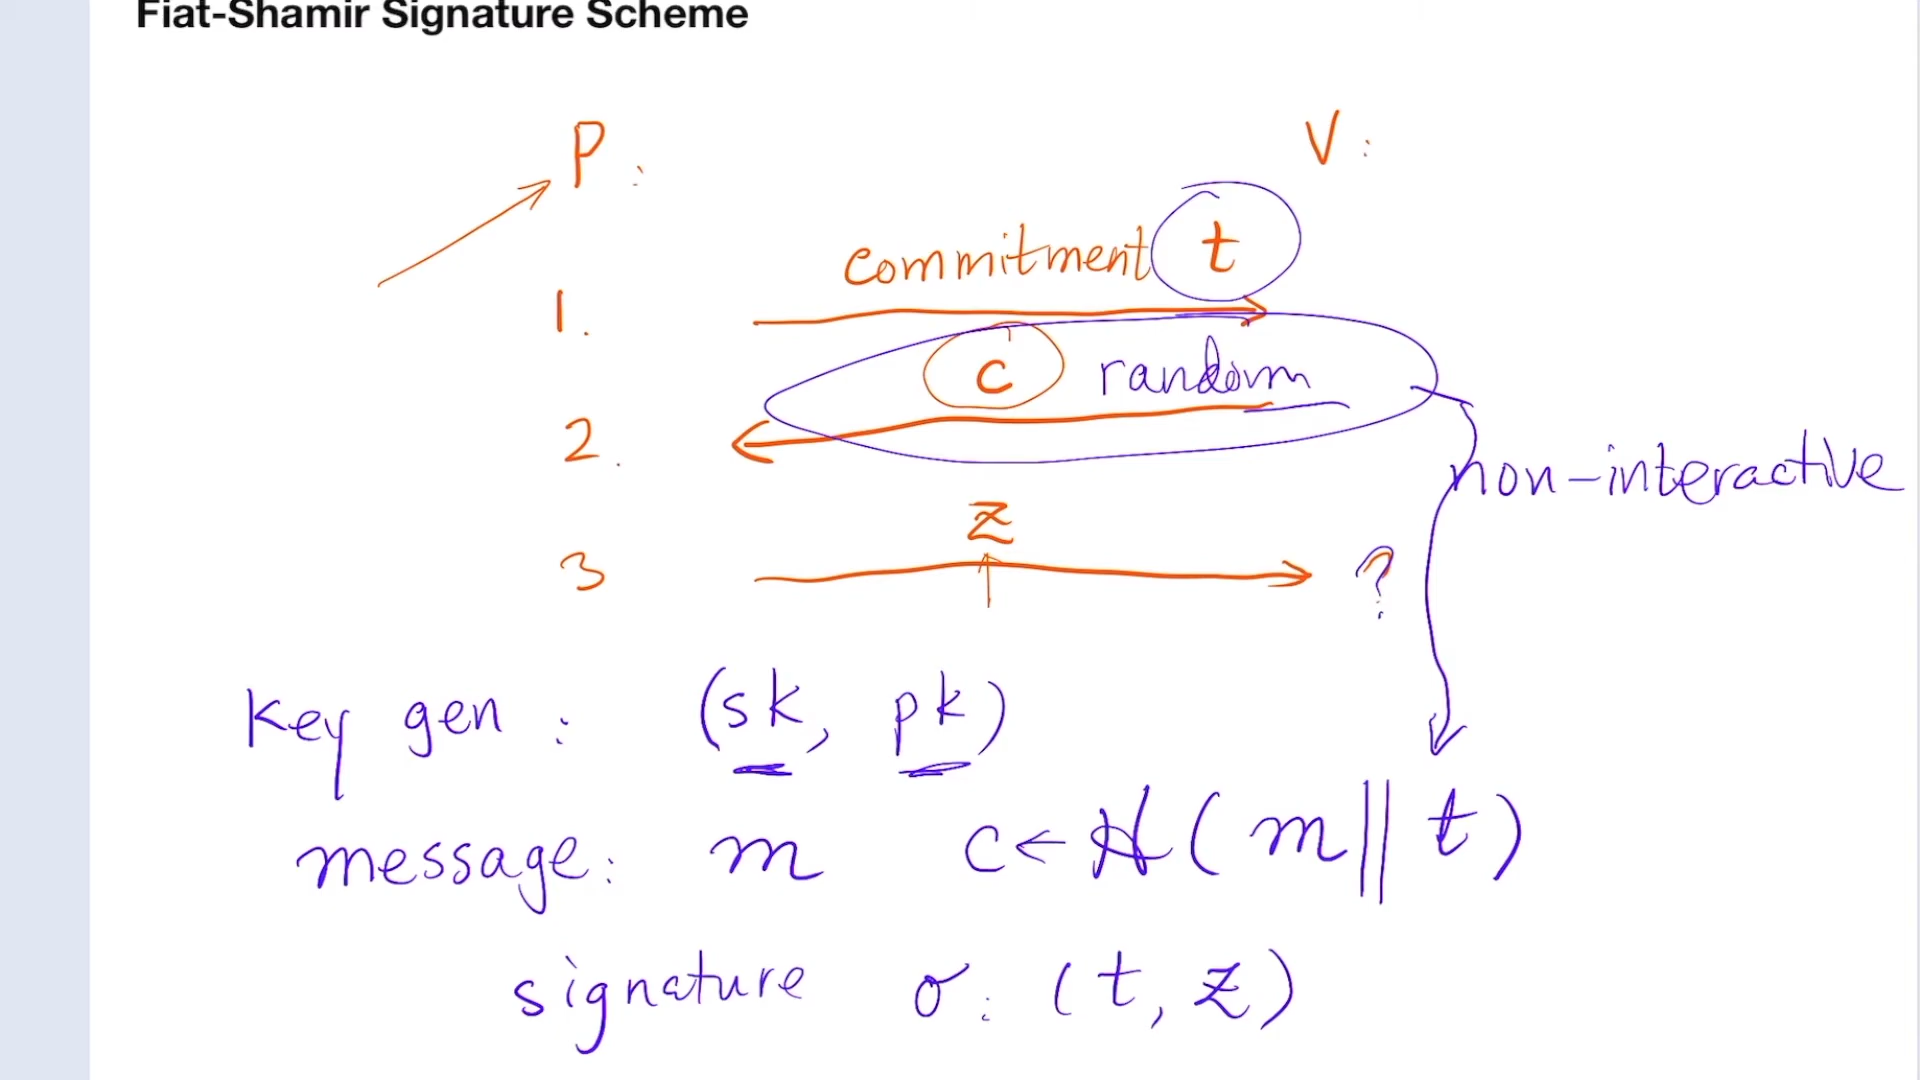 Fiat-Shamir Signature Scheme
P: V:
commitment t
1.
c random
2.
non-interactive
z
3 ?
Key gen: (sk, pk)
message: m c ← H(m || t)
signature σ: (t, z)